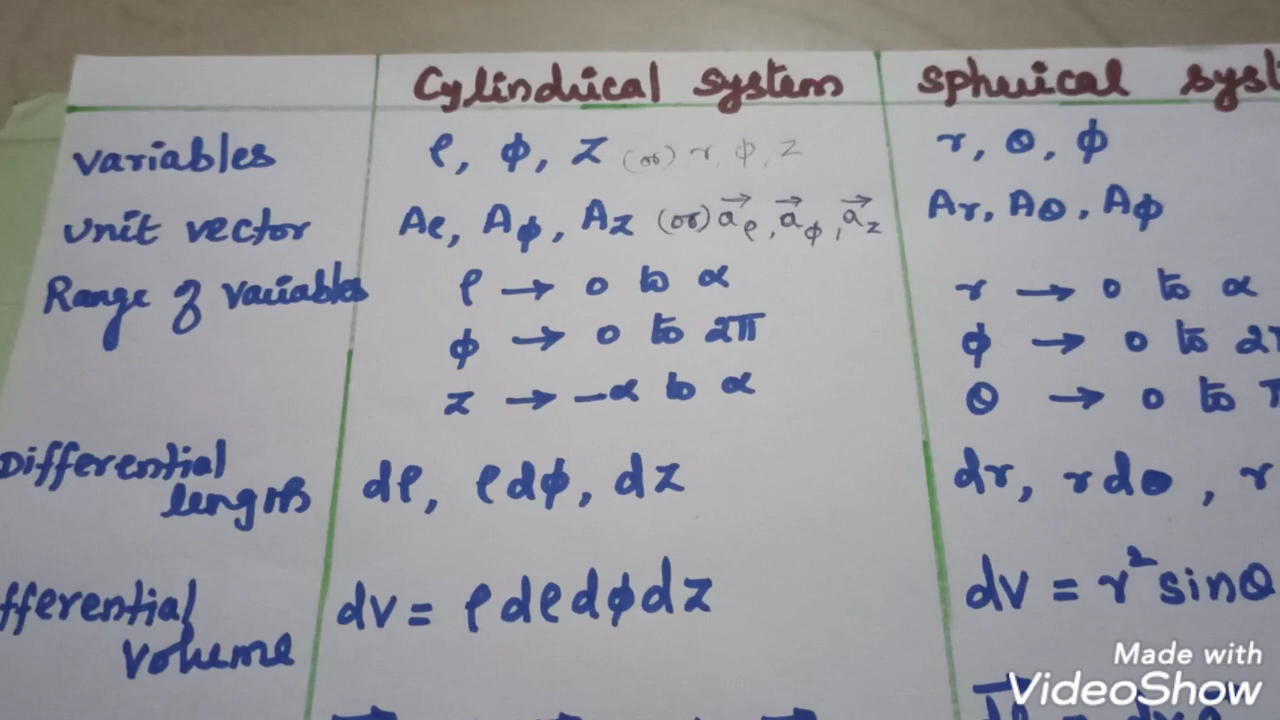 Cylindrical system spherical syst
variables ρ, φ, z (or) r, φ, z r, θ, φ
unit vector Aρ, Aφ, Az (or) a⃗ρ, a⃗φ, a⃗z Ar, Aθ, Aφ
Range of variables ρ → 0 to α r → 0 to α
φ → 0 to 2π φ → 0 to 2π
z → -α to α θ → 0 to π
Differential
lengths dρ, ρdφ, dz dr, rdθ, r
fferential dv = ρdρdφdz dv = r² sinθ
volume
Made with
VideoShow